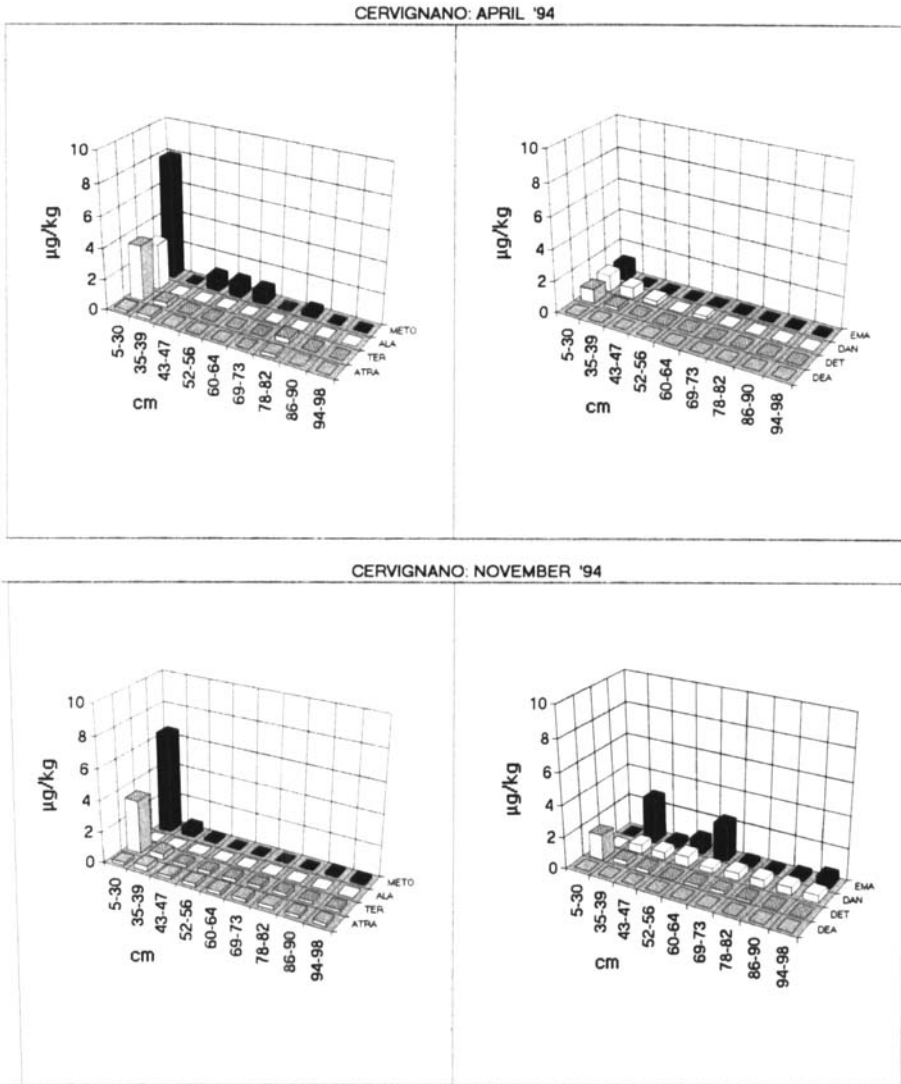 CERVIGNANO: APRIL '94
10
8
6
4
2
0
µg/kg
5-30
35-39
43-47
52-56
60-64
69-73
78-82
86-90
94-98
cm
METO
ALA
TER
ATRA
10
8
6
4
2
0
µg/kg
5-30
35-39
43-47
52-56
60-64
69-73
78-82
86-90
94-98
cm
EMA
DAN
DET
DEA
CERVIGNANO: NOVEMBER '94
10
8
6
4
2
0
µg/kg
5-30
35-39
43-47
52-56
60-64
69-73
78-82
86-90
94-98
cm
METO
ALA
TER
ATRA
10
8
6
4
2
0
µg/kg
5-30
35-39
43-47
52-56
60-64
69-73
78-82
86-90
94-98
cm
EMA
DAN
DET
DEA